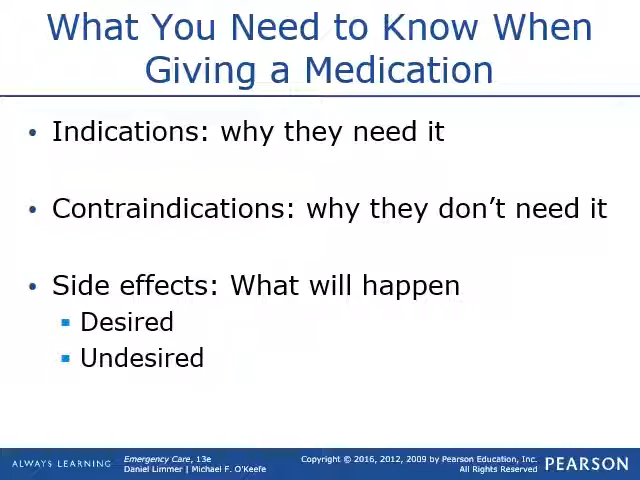 What You Need to Know When
Giving a Medication
• Indications: why they need it
• Contraindications: why they don’t need it
• Side effects: What will happen
▪ Desired
▪ Undesired
ALWAYS LEARNING
Emergency Care, 13e
Daniel Limmer | Michael F. O'Keefe
Copyright © 2016, 2012, 2009 by Pearson Education, Inc.
All Rights Reserved
PEARSON